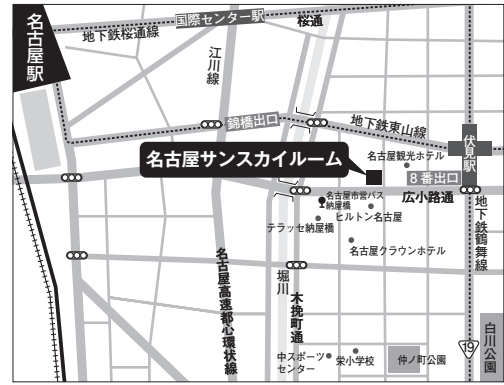 名古屋駅
国際センター駅
桜通
地下鉄桜通線
江川線
錦橋出口
地下鉄東山線
名古屋サンスカイルーム
名古屋観光ホテル
伏見駅
8番出口
広小路通
名古屋市営バス
納屋橋
ヒルトン名古屋
テラッセ納屋橋
名古屋クラウンホテル
地下鉄鶴舞線
名古屋高速都心環状線
堀川
木挽町通
中スポーツ
センター
栄小学校
仲ノ町公園
19
白川公園